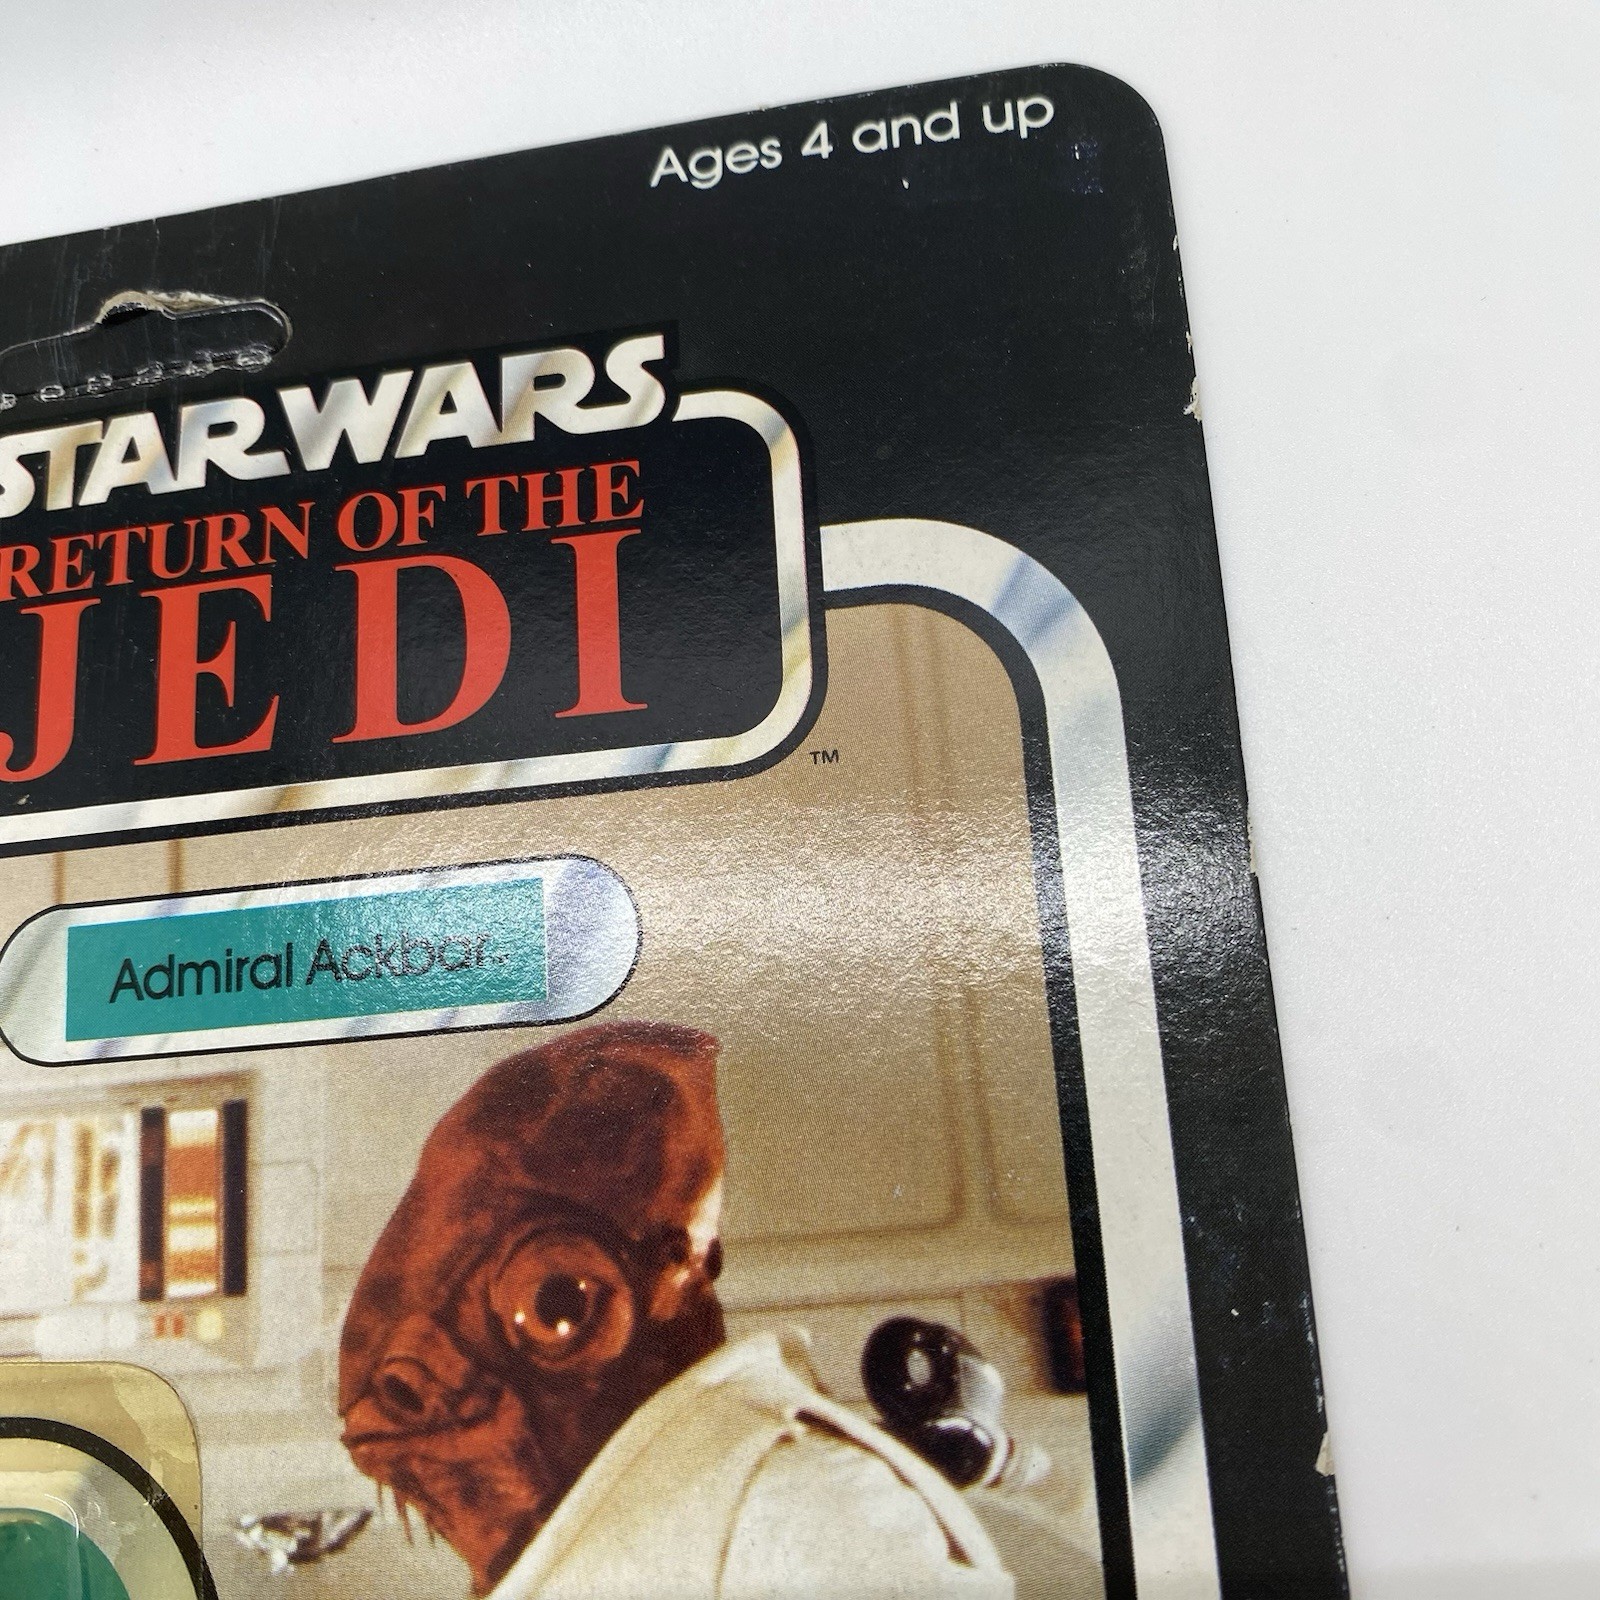 Ages 4 and up
STAR WARS
RETURN OF THE
JEDI
TM
Admiral Ackbar